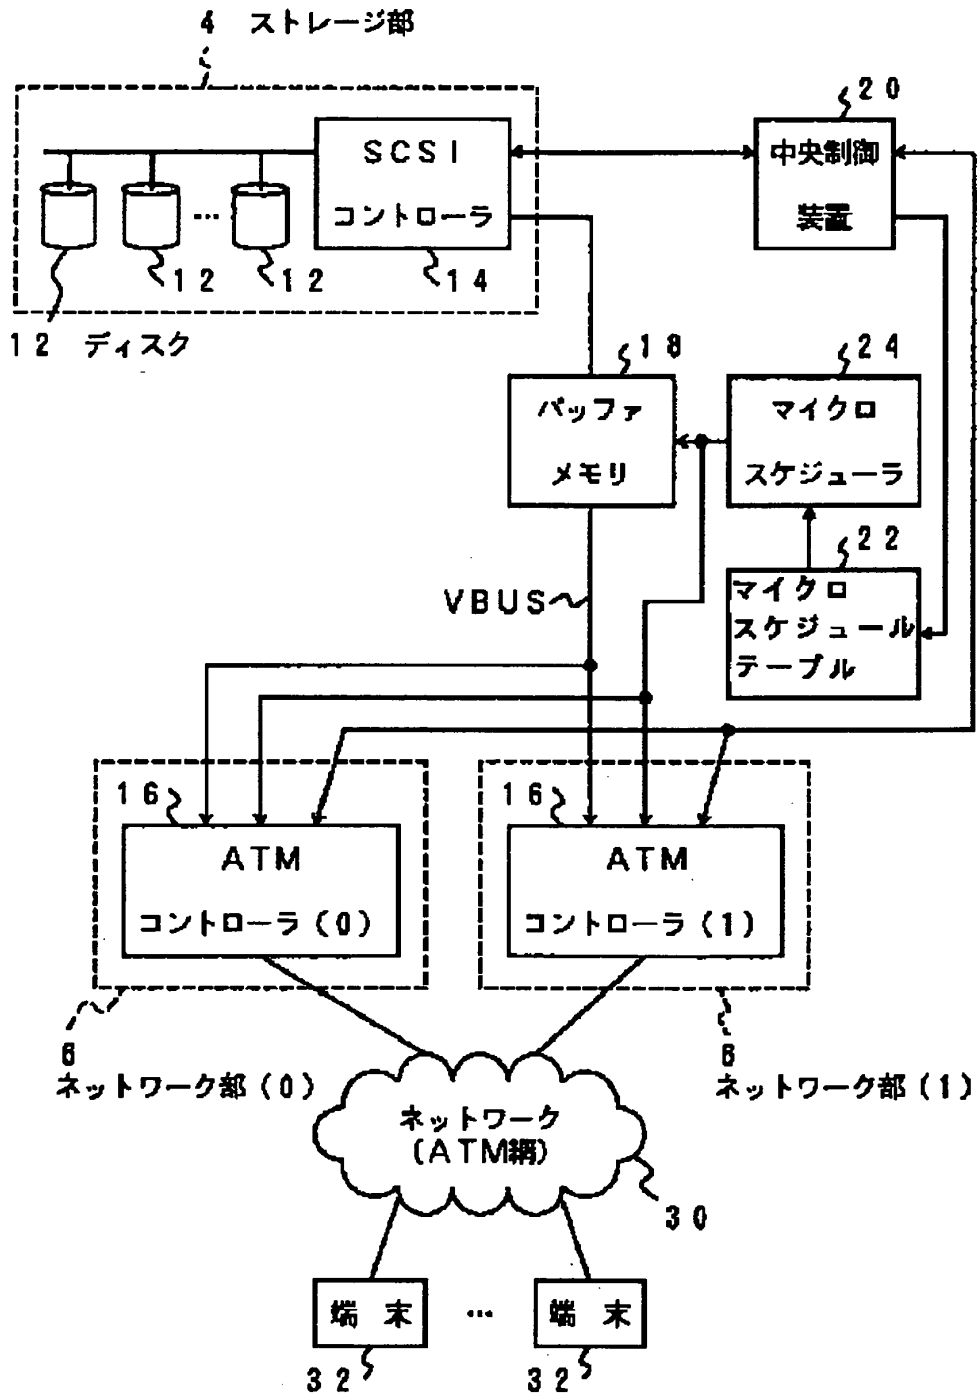 4 ストレージ部
20
SCSI
コントローラ
中央制御
装置
12
12
14
12 ディスク
18
24
バッファ
メモリ
マイクロ
スケジューラ
22
VBUS
マイクロ
スケジュール
テーブル
16
16
ATM
コントローラ(0)
ATM
コントローラ(1)
6
ネットワーク部(0)
6
ネットワーク部(1)
ネットワーク
(ATM網)
30
端末
…
端末
32
32